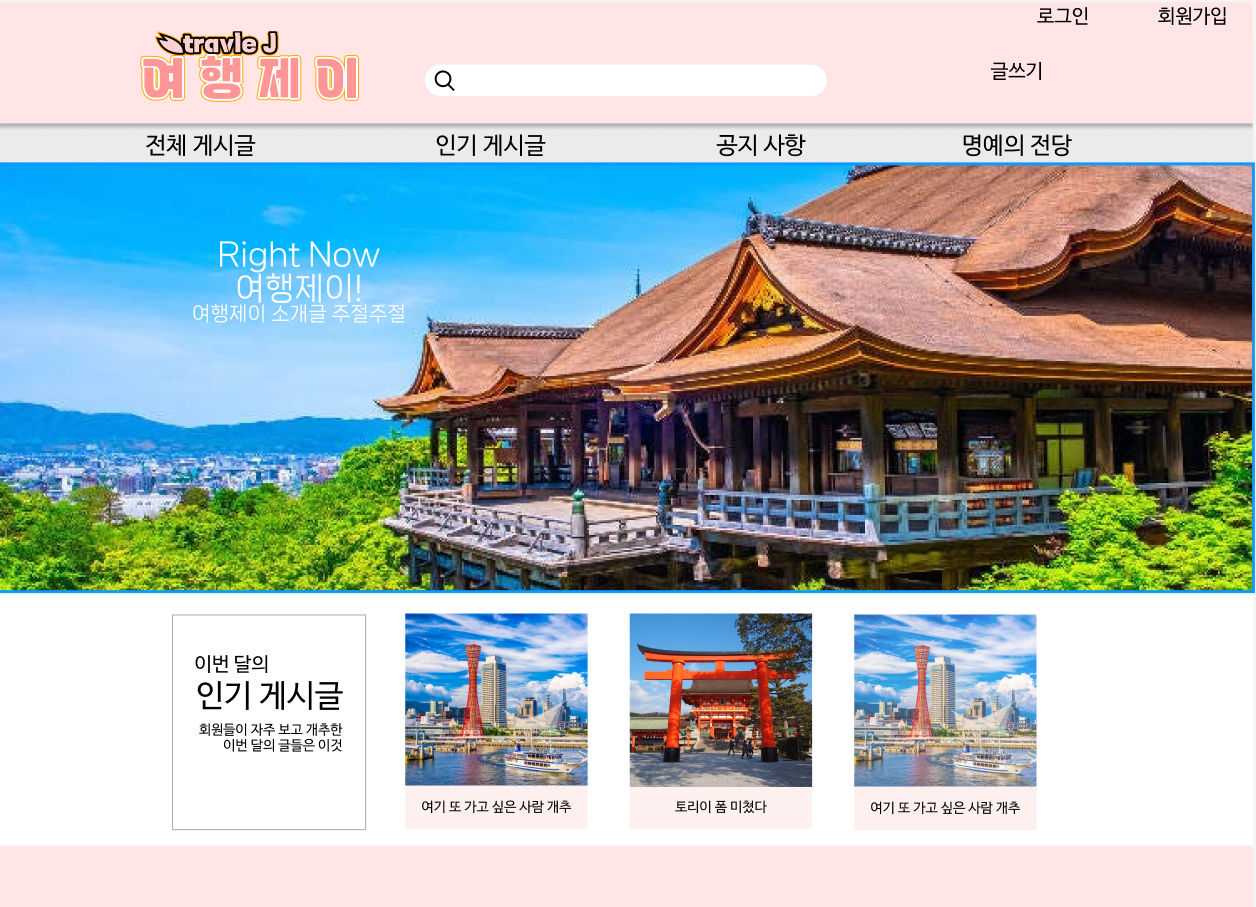 로그인 회원가입
travle J
여행제이
글쓰기
전체 게시글 인기 게시글 공지 사항 명예의 전당
Right Now
여행제이!
여행제이 소개글 주절주절
이번 달의
인기 게시글
회원들이 자주 보고 개추한
이번 달의 글들은 이것
여기 또 가고 싶은 사람 개추
토리이 폼 미쳤다
여기 또 가고 싶은 사람 개추